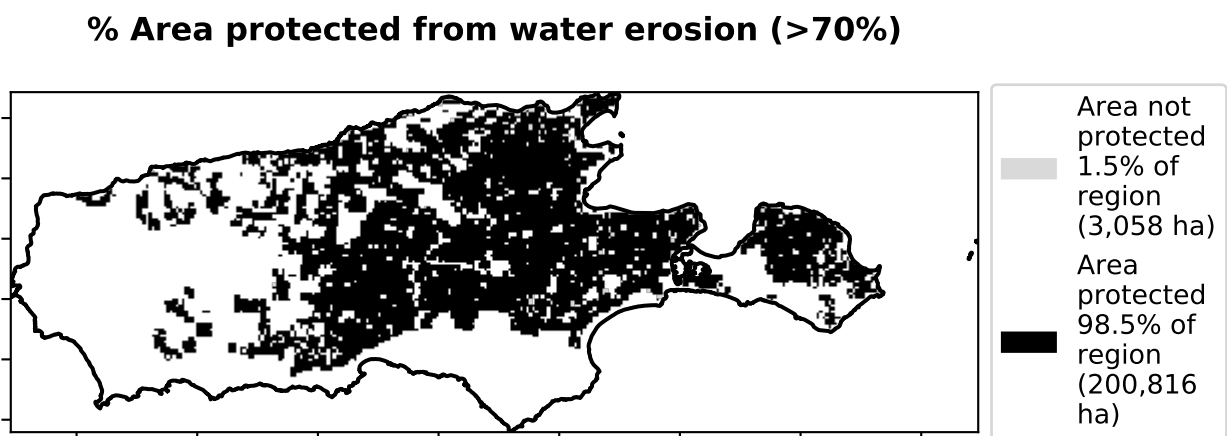 % Area protected from water erosion (>70%)
Area not
protected
1.5% of
region
(3,058 ha)
Area
protected
98.5% of
region
(200,816
ha)